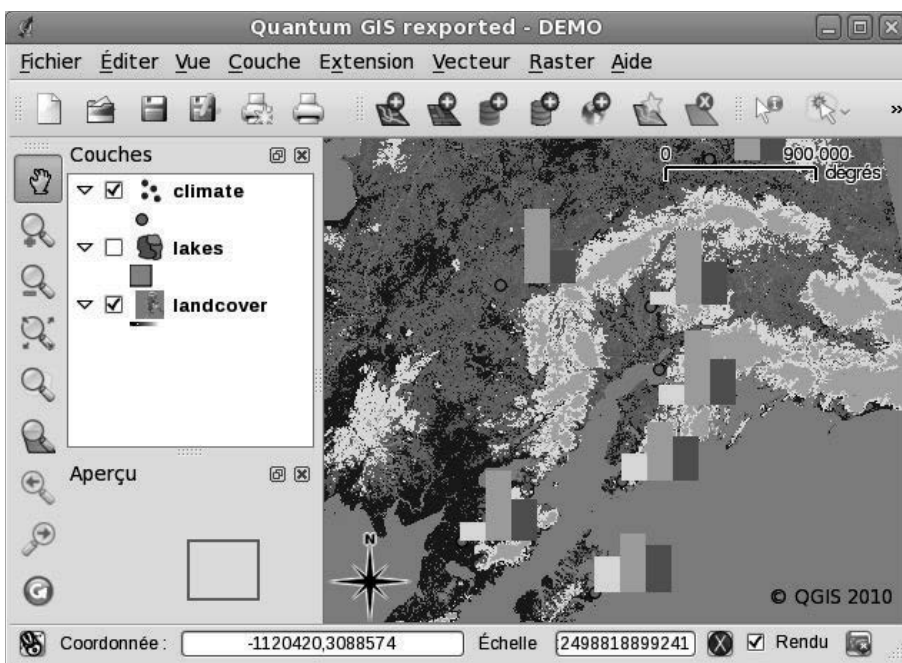 Quantum GIS rexported - DEMO
Fichier Éditer Vue Couche Extension Vecteur Raster Aide
»
Couches
climate
lakes
landcover
0 900 000
degrés
Aperçu
N
© QGIS 2010
Coordonnée : -1120420,3088574 Échelle :2498818899241 Rendu